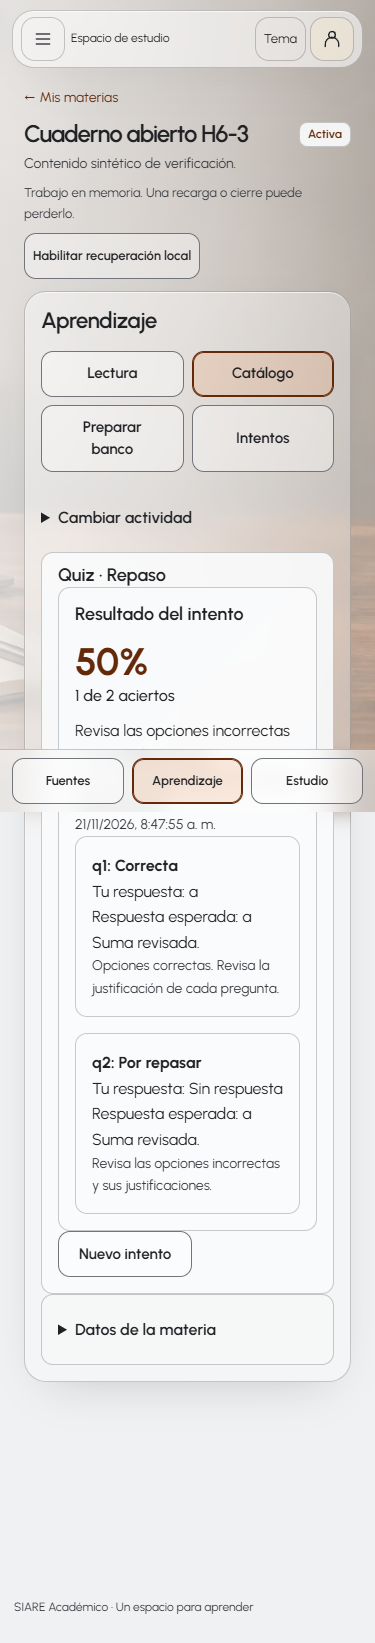 Espacio de estudio
Tema
← Mis materias
Cuaderno abierto H6-3
Activa
Contenido sintético de verificación.
Trabajo en memoria. Una recarga o cierre puede
perderlo.
Habilitar recuperación local
Aprendizaje
Lectura
Catálogo
Preparar
banco
Intentos
Cambiar actividad
Quiz · Repaso
Resultado del intento
50%
1 de 2 aciertos
Revisa las opciones incorrectas
Fuentes
Aprendizaje
Estudio
21/11/2026, 8:47:55 a. m.
q1: Correcta
Tu respuesta: a
Respuesta esperada: a
Suma revisada.
Opciones correctas. Revisa la
justificación de cada pregunta.
q2: Por repasar
Tu respuesta: Sin respuesta
Respuesta esperada: a
Suma revisada.
Revisa las opciones incorrectas
y sus justificaciones.
Nuevo intento
Datos de la materia
SIARE Académico · Un espacio para aprender